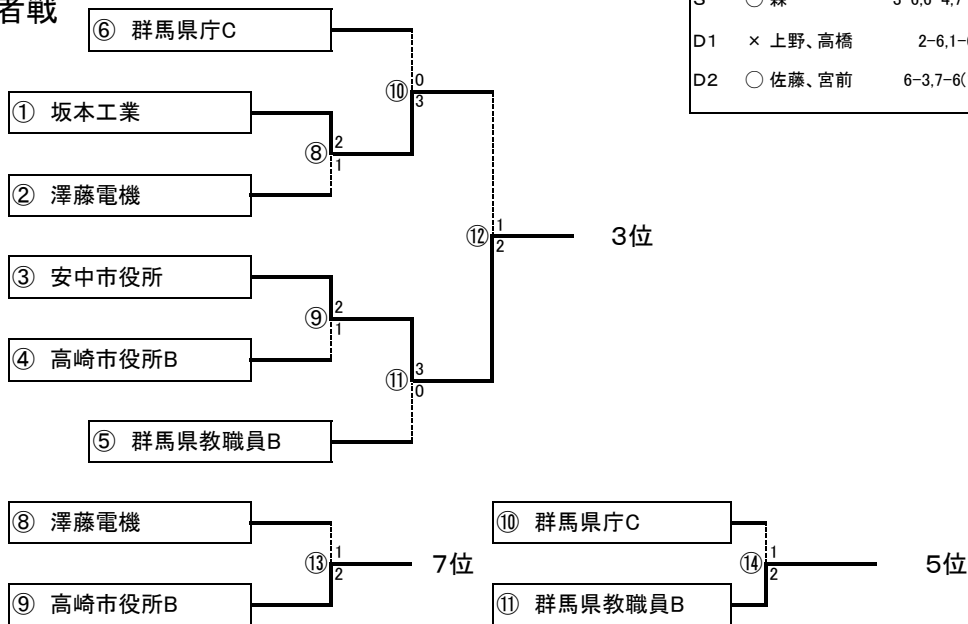 者戦
⑥ 群馬県庁C
D1 × 上野、高橋 2-6,1-
D2 ○ 佐藤、宮前 6-3,7-6(
⑩ 0
3
① 坂本工業
⑧ 2
1
② 澤藤電機
⑫ 1
2
3位
③ 安中市役所
⑨ 2
1
④ 高崎市役所B
⑪ 3
0
⑤ 群馬県教職員B
⑧ 澤藤電機
⑬ 1
2
7位
⑨ 高崎市役所B
⑩ 群馬県庁C
⑭ 1
2
5位
⑪ 群馬県教職員B